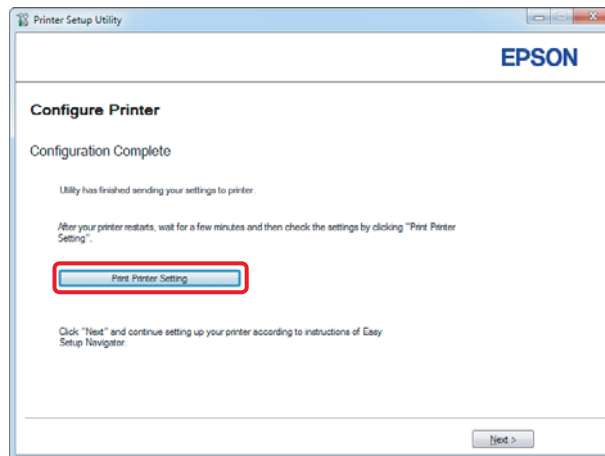 Printer Setup Utility
EPSON
Configure Printer
Configuration Complete
Utility has finished sending your settings to printer.
After your printer restarts, wait for a few minutes and then check the settings by clicking "Print Printer
Setting".
Print Printer Setting
Click "Next" and continue setting up your printer according to instructions of Easy
Setup Navigator.
Next >